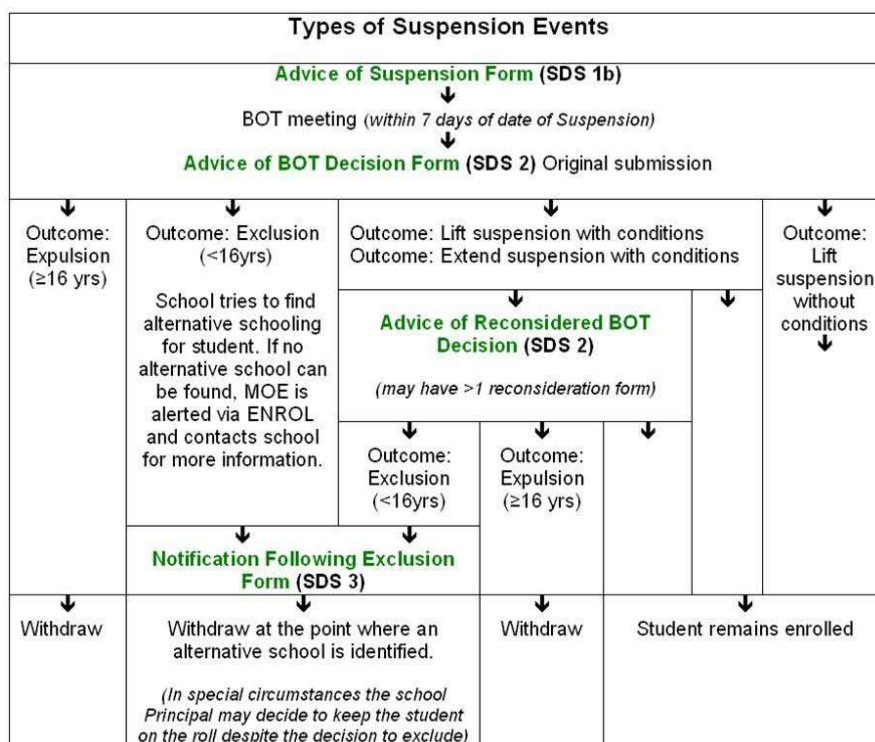 Types of Suspension Events
Advice of Suspension Form (SDS 1b)
BOT meeting (within 7 days of date of Suspension)
Advice of BOT Decision Form (SDS 2) Original submission
Outcome:
Expulsion
(≥16 yrs)
Outcome: Exclusion
(<16yrs)
School tries to find
alternative schooling
for student. If no
alternative school can
be found, MOE is
alerted via ENROL
and contacts school
for more information.
Outcome: Lift suspension with conditions
Outcome: Extend suspension with conditions
Outcome:
Lift
suspension
without
conditions
Advice of Reconsidered BOT
Decision (SDS 2)
(may have >1 reconsideration form)
Outcome:
Exclusion
(<16yrs)
Outcome:
Expulsion
(≥16 yrs)
Notification Following Exclusion
Form (SDS 3)
Withdraw
Withdraw at the point where an
alternative school is identified.
(In special circumstances the school
Principal may decide to keep the student
on the roll despite the decision to exclude)
Withdraw
Student remains enrolled